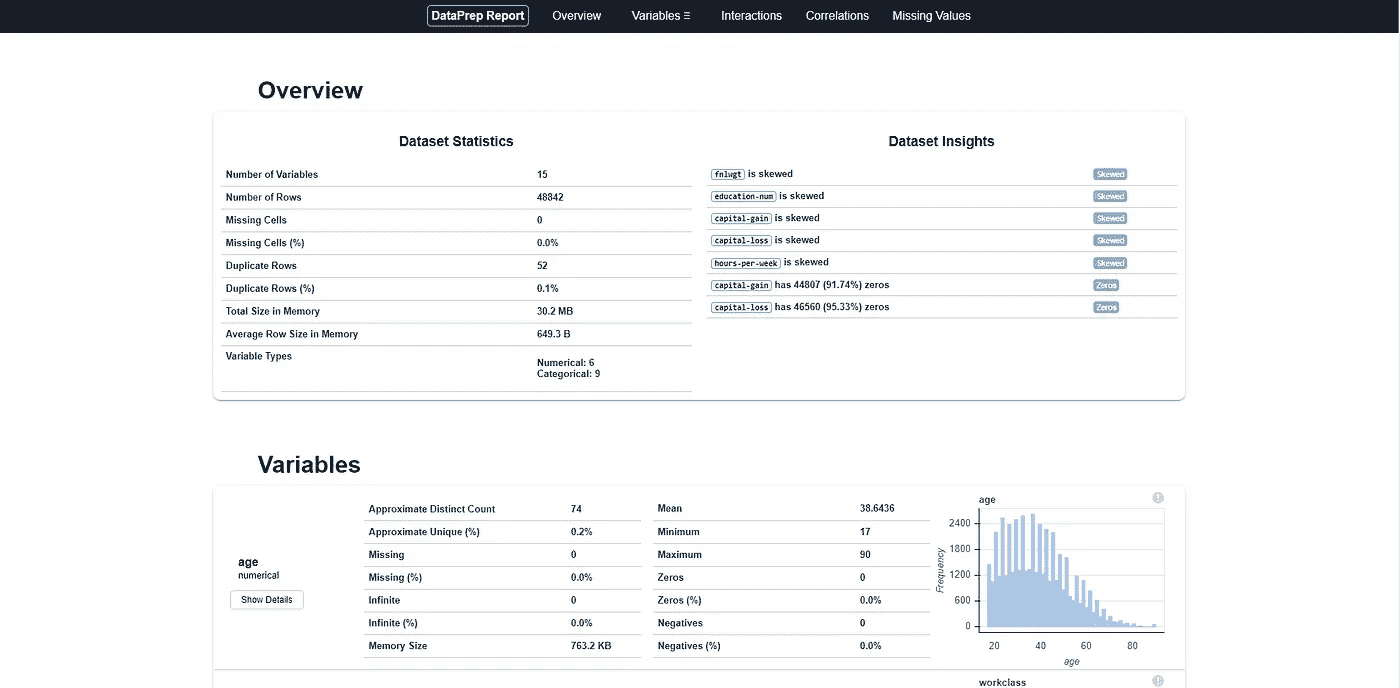 DataPrep Report Overview Variables ☰ Interactions Correlations Missing Values
Overview
Dataset Statistics
Number of Variables 15
Number of Rows 48842
Missing Cells 0
Missing Cells (%) 0.0%
Duplicate Rows 52
Duplicate Rows (%) 0.1%
Total Size in Memory 30.2 MB
Average Row Size in Memory 649.3 B
Variable Types
Numerical: 6
Categorical: 9
Dataset Insights
fnlwgt is skewed Skewed
education-num is skewed Skewed
capital-gain is skewed Skewed
capital-loss is skewed Skewed
hours-per-week is skewed Skewed
capital-gain has 44807 (91.74%) zeros Zeros
capital-loss has 46560 (95.33%) zeros Zeros
Variables
age
numerical
Show Details
Approximate Distinct Count 74
Approximate Unique (%) 0.2%
Missing 0
Missing (%) 0.0%
Infinite 0
Infinite (%) 0.0%
Memory Size 763.2 KB
Mean 38.6436
Minimum 17
Maximum 90
Zeros 0
Zeros (%) 0.0%
Negatives 0
Negatives (%) 0.0%
age
Frequency
2400
1800
1200
600
0
20 40 60 80
age
workclass